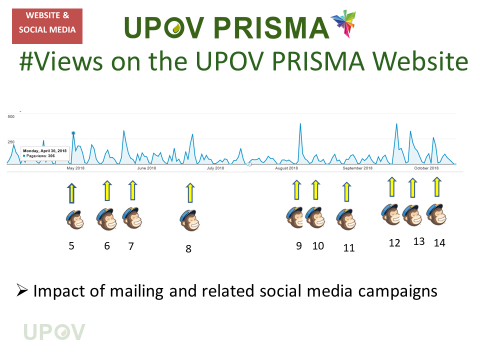 WEBSITE &
SOCIAL MEDIA
UPOV PRISMA
#Views on the UPOV PRISMA Website
Monday, April 30, 2018
Pageviews: 305
May 2018 June 2018 July 2018 August 2018 September 2018 October 2018
5 6 7 8 9 10 11 12 13 14
Impact of mailing and related social media campaigns
UPOV